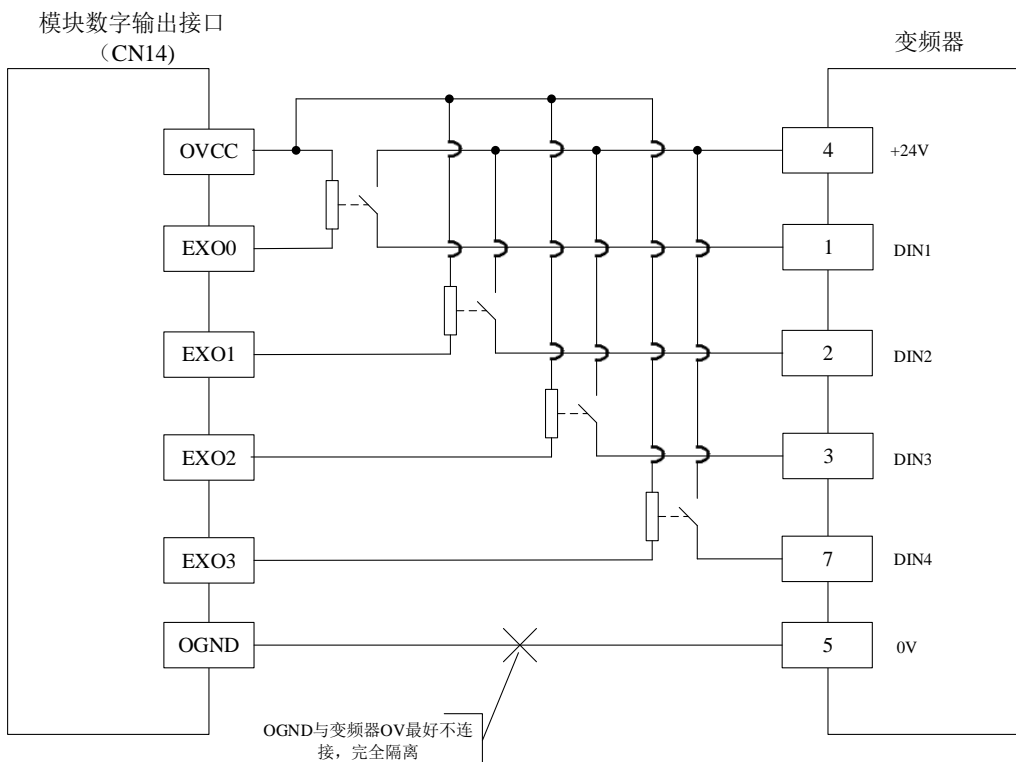 模块数字输出接口
（CN14)
变频器
OVCC
4
+24V
EXO0
1
DIN1
EXO1
2
DIN2
EXO2
3
DIN3
EXO3
7
DIN4
OGND
5
0V
OGND与变频器OV最好不连
接，完全隔离